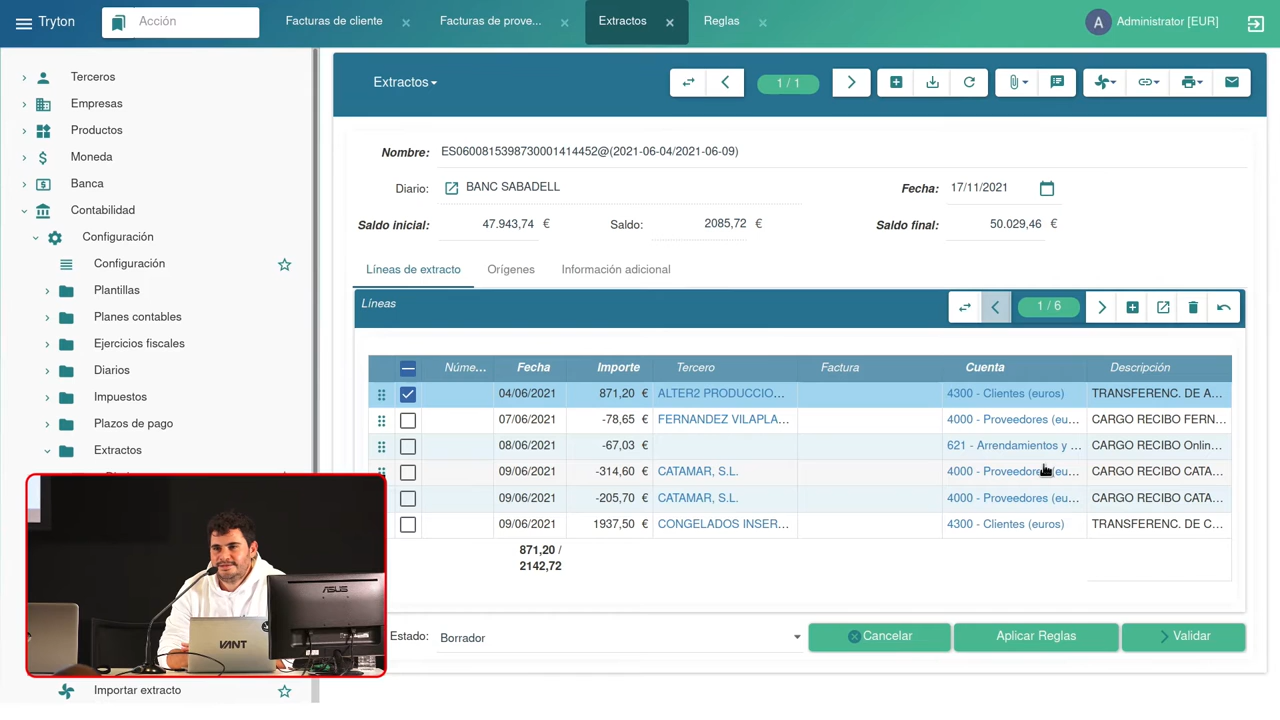 Tryton
Acción
Facturas de cliente
Facturas de prove...
Extractos
Reglas
A
Administrator [EUR]
Terceros
Empresas
Productos
Moneda
Banca
Contabilidad
Configuración
Configuración
Plantillas
Planes contables
Ejercicios fiscales
Diarios
Impuestos
Plazos de pago
Extractos
Importar extracto
Extractos
1 / 1
Nombre: ES0600815398730001414452@(2021-06-04/2021-06-09)
Diario: BANC SABADELL Fecha: 17/11/2021
Saldo inicial: 47.943,74 € Saldo: 2085,72 € Saldo final: 50.029,46 €
Líneas de extracto Orígenes Información adicional
Líneas 1 / 6
Núme... Fecha Importe Tercero Factura Cuenta Descripción
04/06/2021 871,20 € ALTER2 PRODUCCIO... 4300 - Clientes (euros) TRANSFERENC. DE A...
07/06/2021 -78,65 € FERNANDEZ VILAPLA... 4000 - Proveedores (eu... CARGO RECIBO FERN...
08/06/2021 -67,03 € 621 - Arrendamientos y ... CARGO RECIBO Onlin...
09/06/2021 -314,60 € CATAMAR, S.L. 4000 - Proveedores (eu... CARGO RECIBO CATA...
09/06/2021 -205,70 € CATAMAR, S.L. 4000 - Proveedores (eu... CARGO RECIBO CATA...
09/06/2021 1937,50 € CONGELADOS INSER... 4300 - Clientes (euros) TRANSFERENC. DE C...
871,20 /
2142,72
Estado: Borrador Cancelar Aplicar Reglas Validar
ASUS
VANT